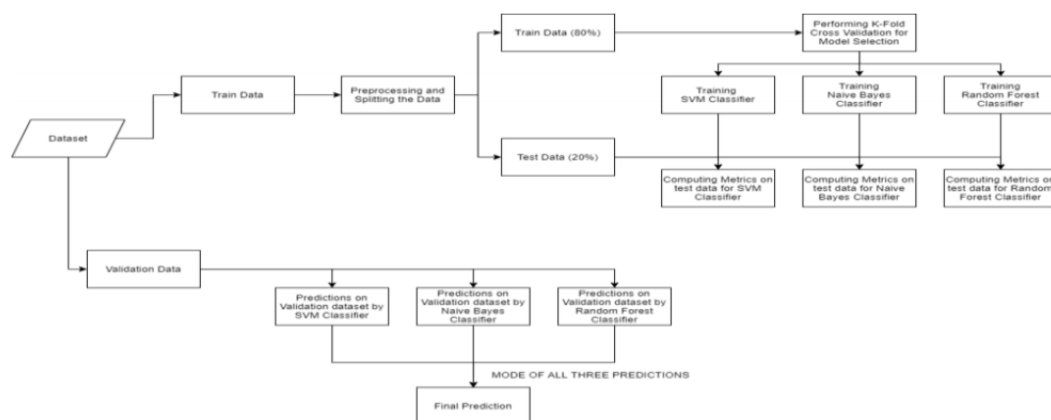 Train Data (80%)
Performing K-Fold
Cross Validation for
Model Selection
Train Data
Preprocessing and
Splitting the Data
Training
SVM Classifier
Training
Naive Bayes
Classifier
Training
Random Forest
Classifier
Dataset
Test Data (20%)
Computing Metrics on
test data for SVM
Classifier
Computing Metrics on
test data for Naive
Bayes Classifier
Computing Metrics on
test data for Random
Forest Classifier
Validation Data
Predictions on
Validation dataset by
SVM Classifier
Predictions on
Validation dataset by
Naive Bayes
Classifier
Predictions on
Validation dataset by
Random Forest
Classifier
MODE OF ALL THREE PREDICTIONS
Final Prediction